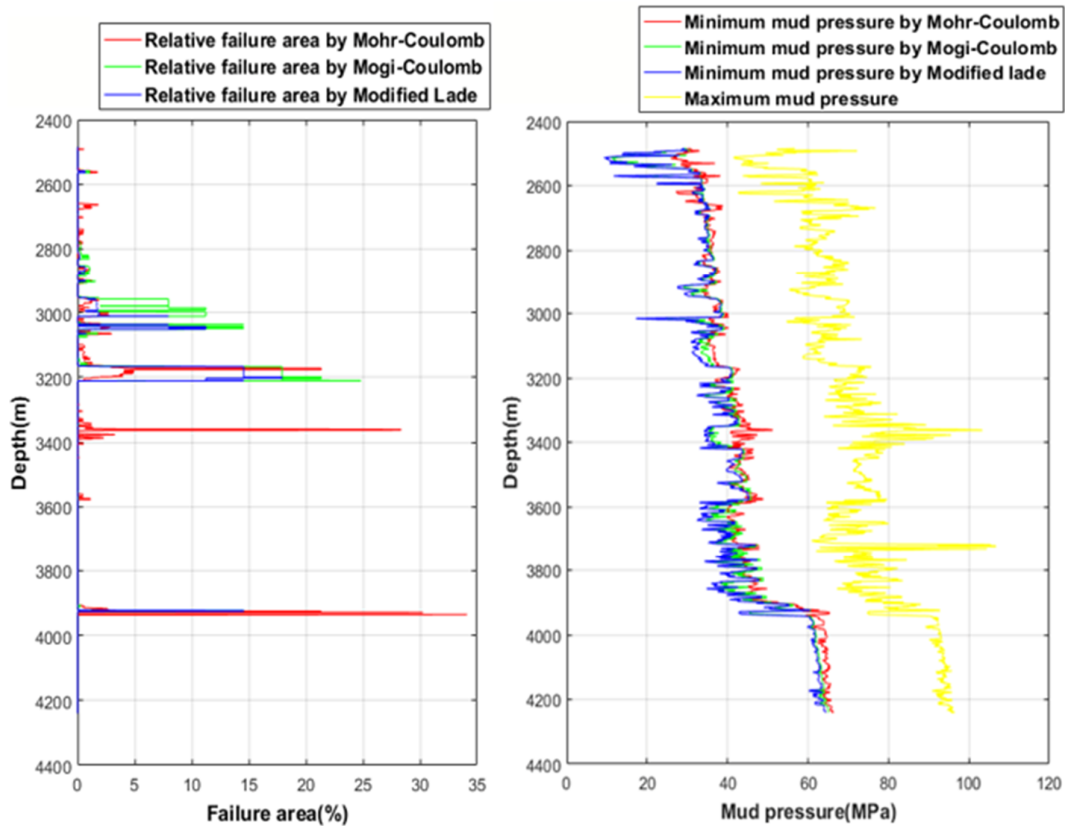 Relative failure area by Mohr-Coulomb
Relative failure area by Mogi-Coulomb
Relative failure area by Modified Lade
2400
2600
2800
3000
3200
3400
3600
3800
4000
4200
4400
Depth(m)
0 5 10 15 20 25 30 35
Failure area(%)
Minimum mud pressure by Mohr-Coulomb
Minimum mud pressure by Mogi-Coulomb
Minimum mud pressure by Modified lade
Maximum mud pressure
2400
2600
2800
3000
3200
3400
3600
3800
4000
4200
4400
Depth(m)
0 20 40 60 80 100 120
Mud pressure(MPa)